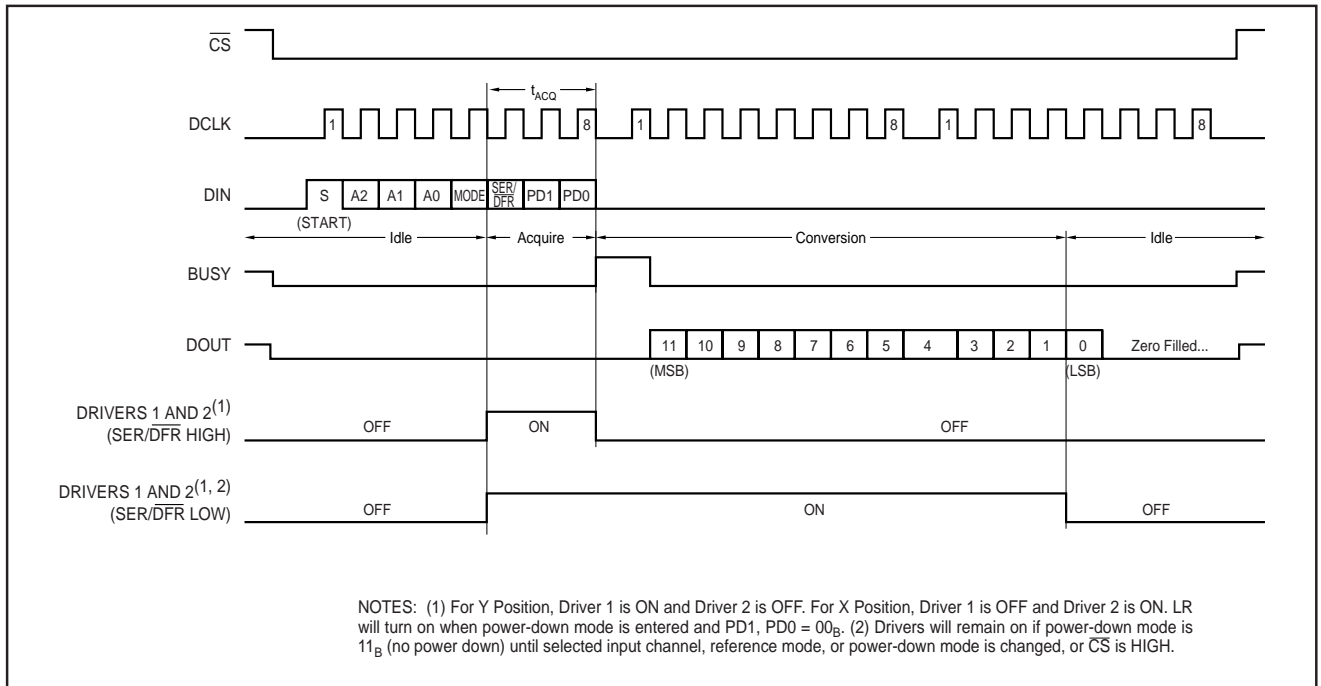 CS
tACQ
DCLK 1 8 1 8 1 8
DIN S A2 A1 A0 MODE SER/DFR PD1 PD0
(START)
Idle Acquire Conversion Idle
BUSY
DOUT 11 10 9 8 7 6 5 4 3 2 1 0 Zero Filled...
(MSB) (LSB)
DRIVERS 1 AND 2(1)
(SER/DFR HIGH) OFF ON OFF
DRIVERS 1 AND 2(1, 2)
(SER/DFR LOW) OFF ON OFF
NOTES: (1) For Y Position, Driver 1 is ON and Driver 2 is OFF. For X Position, Driver 1 is OFF and Driver 2 is ON. LR
will turn on when power-down mode is entered and PD1, PD0 = 00B. (2) Drivers will remain on if power-down mode is
11B (no power down) until selected input channel, reference mode, or power-down mode is changed, or CS is HIGH.